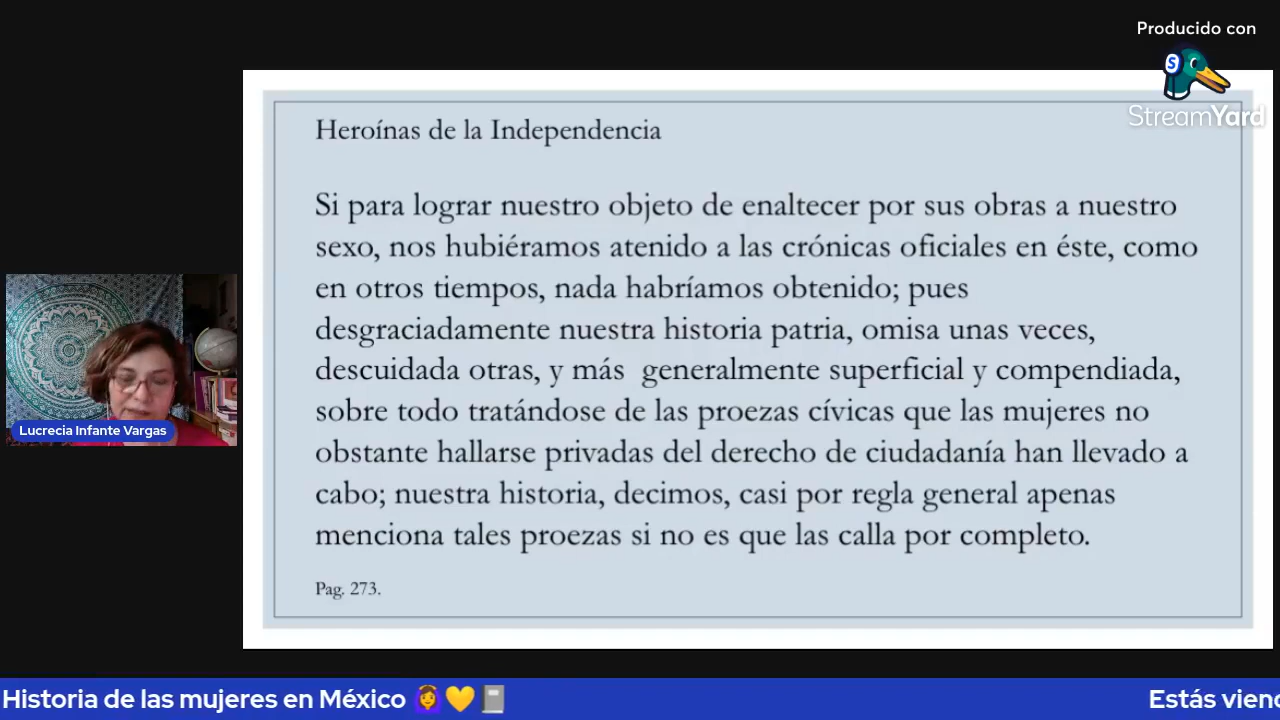 Producido con
StreamYard
Heroínas de la Independencia
Si para lograr nuestro objeto de enaltecer por sus obras a nuestro
sexo, nos hubiéramos atenido a las crónicas oficiales en éste, como
en otros tiempos, nada habríamos obtenido; pues
desgraciadamente nuestra historia patria, omisa unas veces,
descuidada otras, y más generalmente superficial y compendiada,
sobre todo tratándose de las proezas cívicas que las mujeres no
obstante hallarse privadas del derecho de ciudadanía han llevado a
cabo; nuestra historia, decimos, casi por regla general apenas
menciona tales proezas si no es que las calla por completo.
Pag. 273.
Lucrecia Infante Vargas
Historia de las mujeres en México 🙆‍♀️💛📓
Estás viend